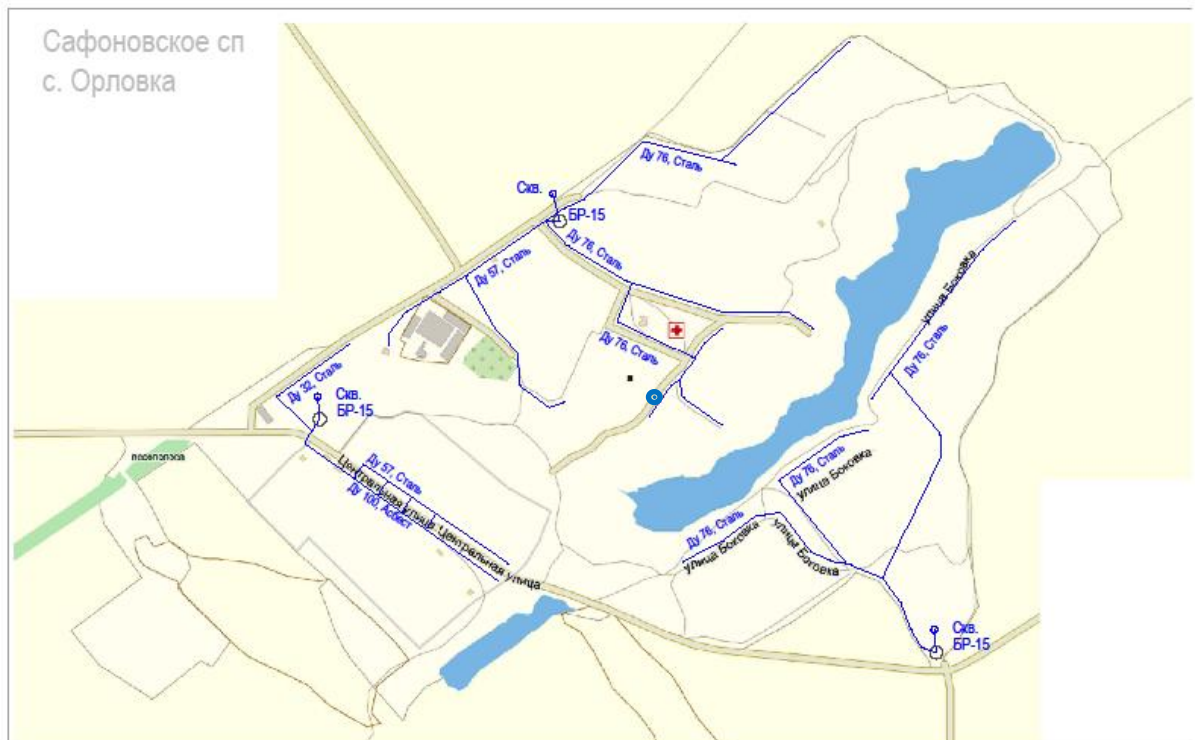 Сафоновское сп
с. Орловка
Ду 76, Сталь
Скв.
БР-15
Ду 76, Сталь
Ду 57, Сталь
улица Боковка
Ду 76, Сталь
Ду 76, Сталь
Ду 32, Сталь
Скв.
БР-15
лесополоса
Ду 57, Сталь
Центральная улица
Центральная улица
Ду 100, Асбест
Ду 76, Сталь
улица Боковка
Ду 76, Сталь
улица Боковка
улица Боковка
Скв.
БР-15